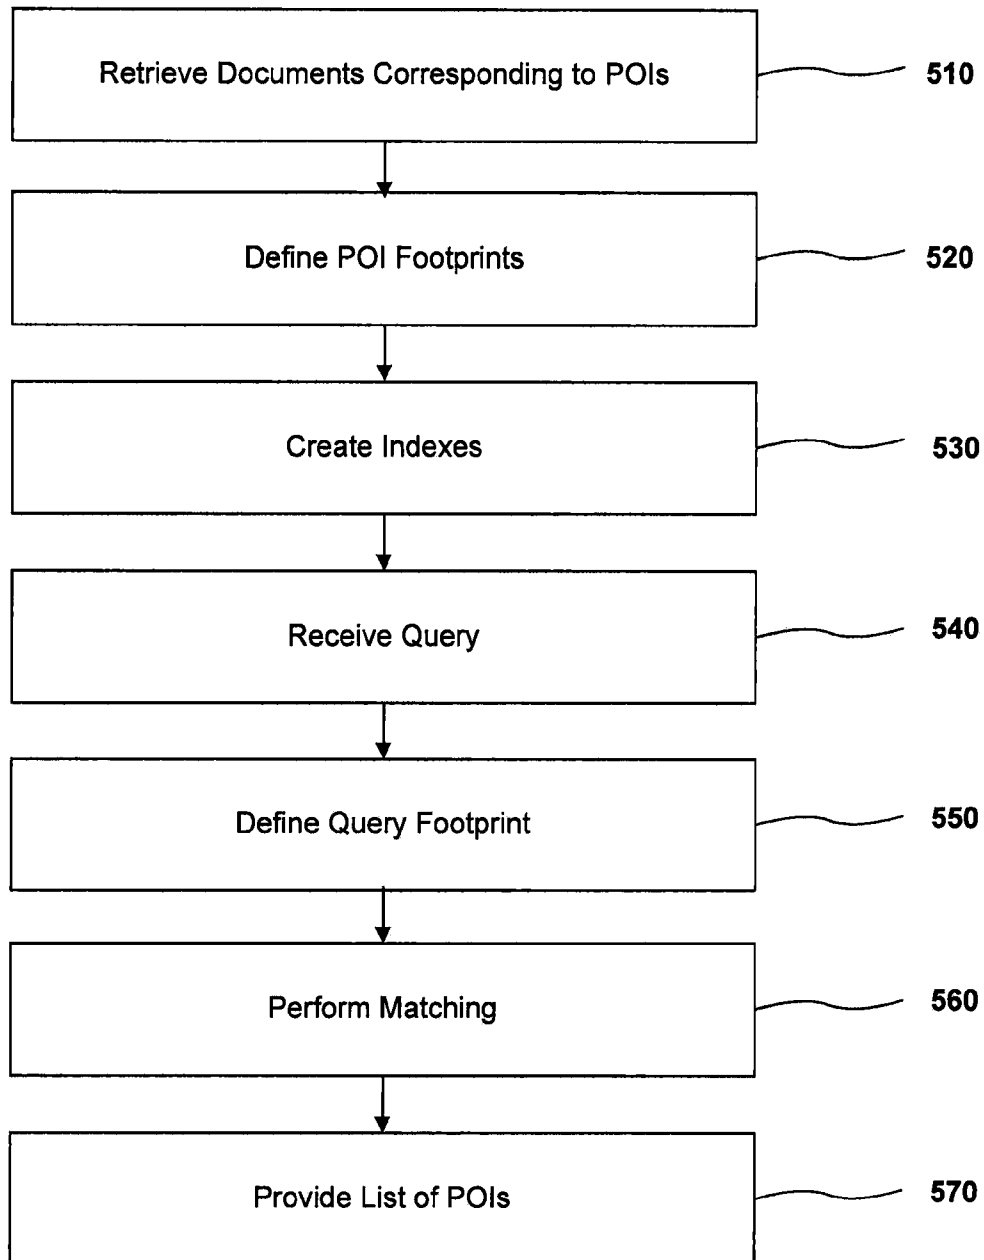 Retrieve Documents Corresponding to POIs 510
Define POI Footprints 520
Create Indexes 530
Receive Query 540
Define Query Footprint 550
Perform Matching 560
Provide List of POIs 570